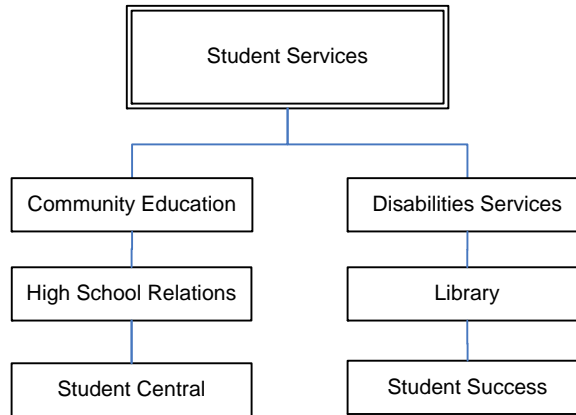 Student Services
Community Education
Disabilities Services
High School Relations
Library
Student Central
Student Success